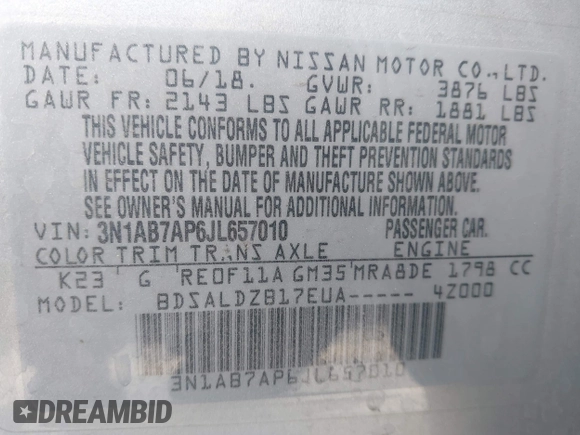 MANUFACTURED BY NISSAN MOTOR CO., LTD.
DATE: 06/18. GVWR: 3876 LBS
GAWR FR: 2143 LBS GAWR RR: 1881 LBS
THIS VEHICLE CONFORMS TO ALL APPLICABLE FEDERAL MOTOR
VEHICLE SAFETY, BUMPER AND THEFT PREVENTION STANDARDS
IN EFFECT ON THE DATE OF MANUFACTURE SHOWN ABOVE.
SEE OWNER'S MANUAL FOR ADDITIONAL INFORMATION.
VIN: 3N1AB7AP6JL657010 PASSENGER CAR.
COLOR TRIM TRANS AXLE ENGINE
K23 G RE0F11A GM35 MRA8DE 1798 CC
MODEL: BDSALDZB17EUA----- 4Z000
3N1AB7AP6JL657010
DREAMBID